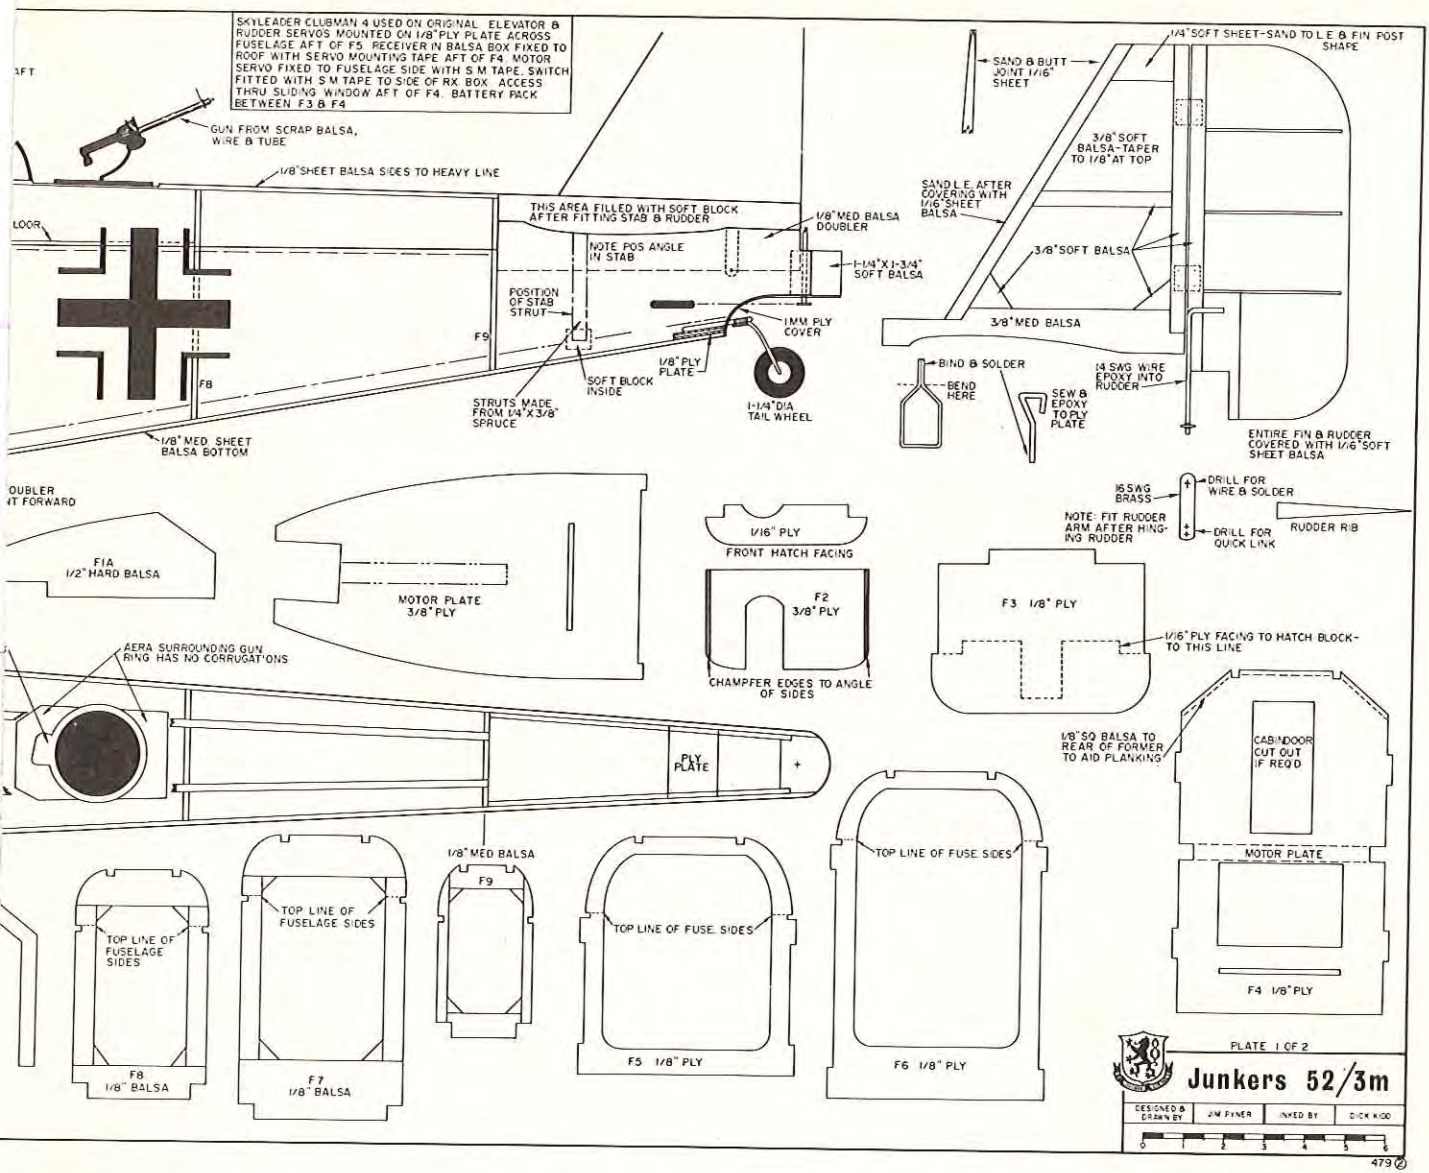 SKYLEADER CLUBMAN 4 USED ON ORIGINAL ELEVATOR &
RUDDER SERVO'S MOUNTED ON 1/8" PLY PLATE ACROSS
FUSELAGE AFT OF F5 RECEIVER IN BALSA BOX FIXED TO
ROOF WITH SERVO MOUNTING TAPE AFT OF F4. MOTOR
SERVO FIXED TO FUSELAGE SIDE WITH S M TAPE. SWITCH
FITTED WITH S M TAPE TO SIDE OF RX BOX ACCESS
THRU SLIDING WINDOW AFT OF F4. BATTERY PACK
BETWEEN F3 & F4
AFT
GUN FROM SCRAP BALSA,
WIRE & TUBE
1/8" SHEET BALSA SIDES TO HEAVY LINE
THIS AREA FILLED WITH SOFT BLOCK
AFTER FITTING STAB & RUDDER
1/8" MED BALSA
DOUBLER
LOOR
NOTE POS ANGLE
IN STAB
1-1/4" X 1-3/4"
SOFT BALSA
POSITION
OF STAB
STRUT
1MM PLY
COVER
F9
F8
1/8" PLY
PLATE
SOFT BLOCK
INSIDE
STRUTS MADE
FROM 1/4" X 3/8"
SPRUCE
1-1/4" DIA
TAIL WHEEL
1/8" MED SHEET
BALSA BOTTOM
SAND & BUTT
JOINT 1/16"
SHEET
1/4" SOFT SHEET-SAND TO L E & FIN POST
SHAPE
3/8" SOFT
BALSA-TAPER
TO 1/8" AT TOP
SAND L.E. AFTER
COVERING WITH
1/16" SHEET
BALSA
3/8" SOFT BALSA
3/8" MED BALSA
BIND & SOLDER
BEND
HERE
SEW &
EPOXY
TO PLY
PLATE
14 SWG WIRE
EPOXY INTO
RUDDER
ENTIRE FIN & RUDDER
COVERED WITH 1/16" SOFT
SHEET BALSA
16 SWG
BRASS
DRILL FOR
WIRE & SOLDER
NOTE: FIT RUDDER
ARM AFTER HING-
ING RUDDER
DRILL FOR
QUICK LINK
RUDDER RIB
OUBLER
NT FORWARD
F1A
1/2" HARD BALSA
MOTOR PLATE
3/8" PLY
1/16" PLY
FRONT HATCH FACING
F2
3/8" PLY
CHAMPFER EDGES TO ANGLE
OF SIDES
F3 1/8" PLY
1/16" PLY FACING TO HATCH BLOCK-
TO THIS LINE
AERA SURROUNDING GUN
RING HAS NO CORRUGATIONS
PLY
PLATE
1/8" SQ BALSA TO
REAR OF FORMER
TO AID PLANKING
CABIN DOOR
CUT OUT
IF REQ'D
MOTOR PLATE
F4 1/8" PLY
1/8" MED BALSA
F9
TOP LINE OF
FUSELAGE
SIDES
F8
1/8" BALSA
TOP LINE OF
FUSELAGE SIDES
F7
1/8" BALSA
TOP LINE OF FUSE. SIDES
F5 1/8" PLY
TOP LINE OF FUSE. SIDES
F6 1/8" PLY
PLATE 1 OF 2
Junkers 52/3m
DESIGNED &
DRAWN BY
JIM PYNER
INKED BY
DICK KIDD
0 1 2 3 4 5 6
479 2